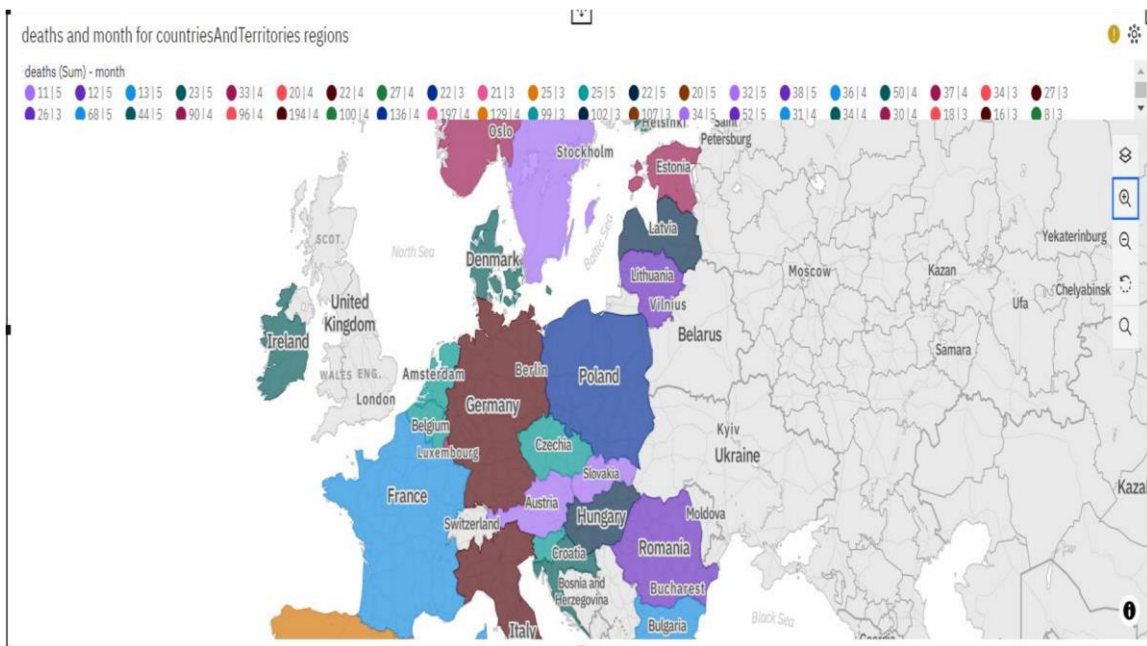 deaths and month for countriesAndTerritories regions
deaths (Sum) - month
11 | 5 12 | 5 13 | 5 23 | 5 33 | 4 20 | 4 22 | 4 27 | 4 22 | 3 21 | 3 25 | 3 25 | 5 22 | 5 20 | 5 32 | 5 38 | 5 36 | 4 50 | 4 37 | 4 34 | 3 27 | 3
26 | 3 68 | 5 44 | 5 90 | 4 96 | 4 194 | 4 100 | 4 136 | 4 197 | 4 129 | 4 99 | 3 102 | 3 107 | 3 34 | 5 52 | 5 31 | 4 34 | 4 30 | 4 18 | 3 16 | 3 8 | 3
Oslo
Helsinki
Saint
Petersburg
Stockholm
Estonia
SCOT.
North Sea
Baltic Sea
Latvia
Yekaterinburg
Denmark
Moscow
Kazan
Lithuania
Chelyabinsk
Ufa
United
Kingdom
Vilnius
Belarus
Ireland
Samara
WALES ENG.
Amsterdam
Berlin
Poland
London
Germany
Belgium
Kyiv
Czechia
Ukraine
Luxembourg
Slovakia
France
Austria
Kazal
Switzerland
Hungary
Moldova
Croatia
Romania
Bosnia and
Herzegovina
Bucharest
Italy
Bulgaria
Black Sea
Georgia